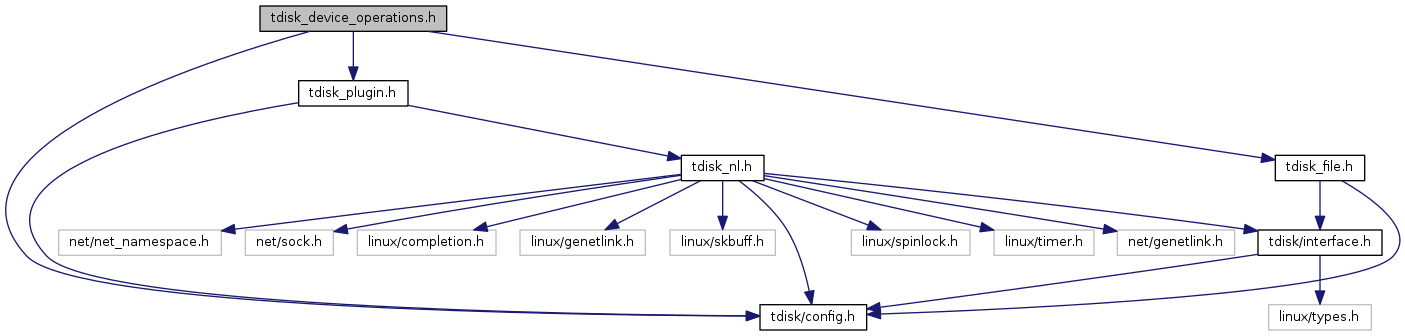 tdisk_device_operations.h
tdisk_plugin.h
tdisk_nl.h
tdisk_file.h
net/net_namespace.h
net/sock.h
linux/completion.h
linux/genetlink.h
linux/skbuff.h
linux/spinlock.h
linux/timer.h
net/genetlink.h
tdisk/interface.h
tdisk/config.h
linux/types.h